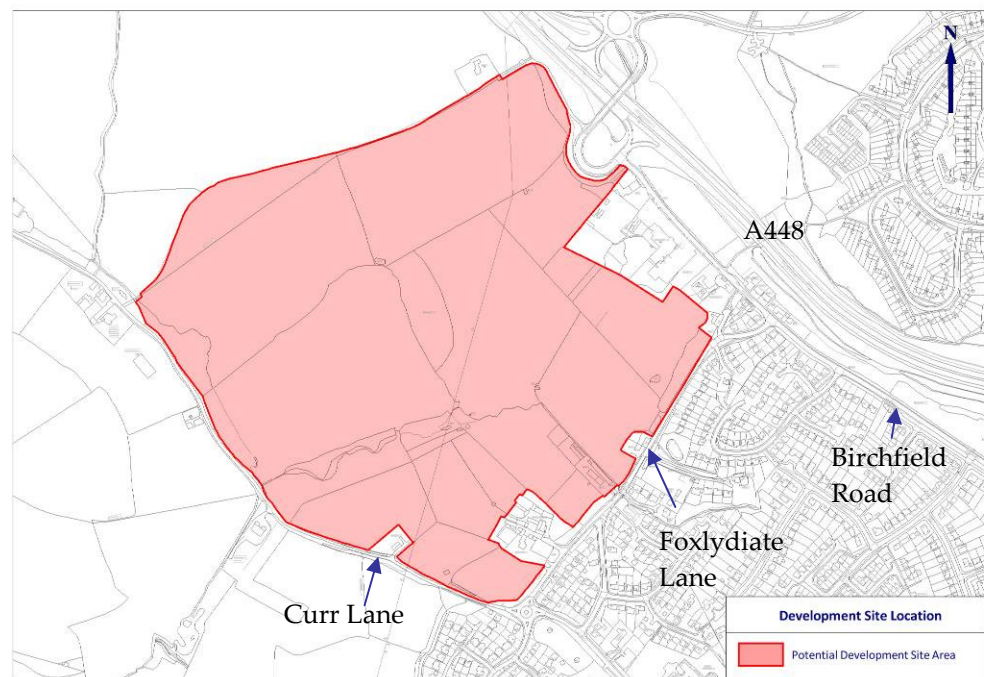 N
A448
Birchfield
Road
Foxlydiate
Lane
Curr Lane
Development Site Location
Potential Development Site Area